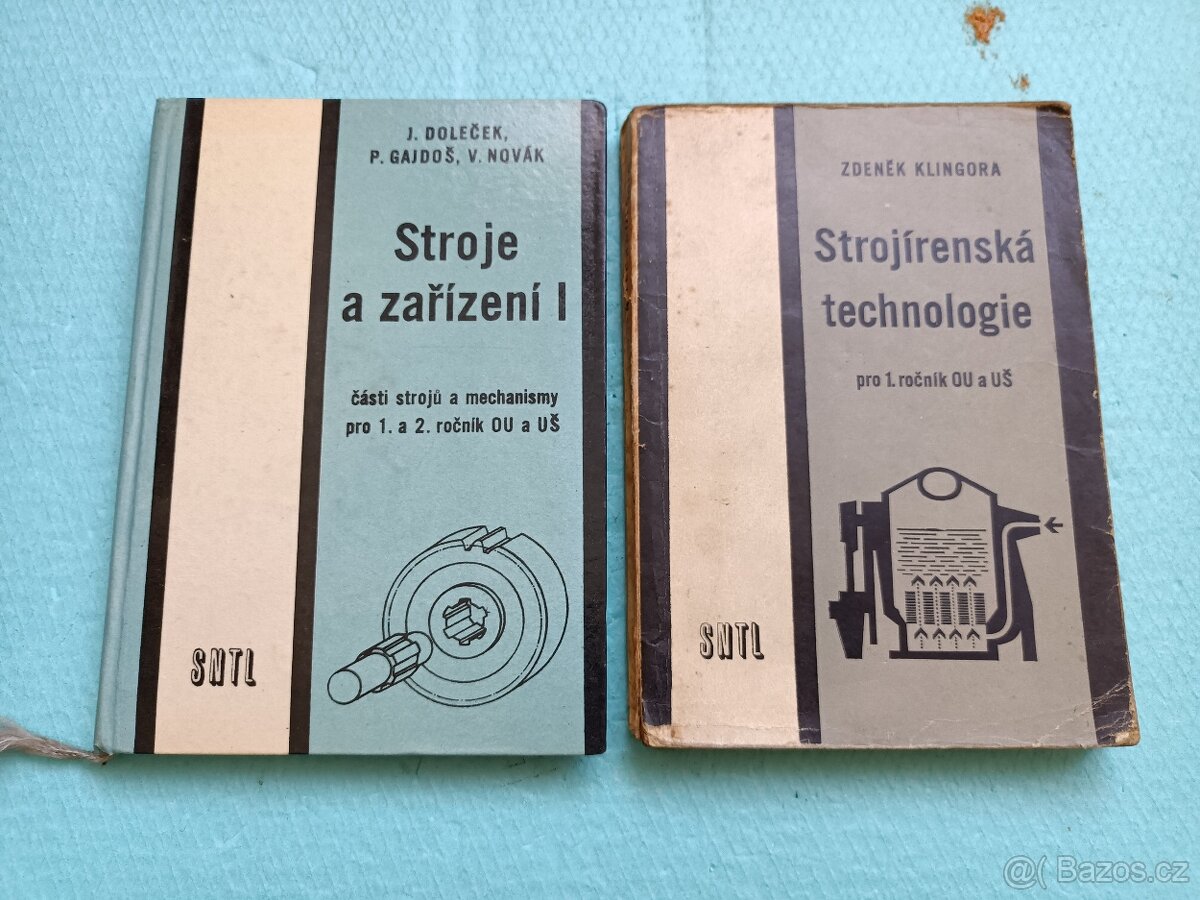 J. DOLEČEK,
P. GAJDOŠ, V. NOVÁK
Stroje
a zařízení I
části strojů a mechanismy
pro 1. a 2. ročník OU a UŠ
SNTL
ZDENĚK KLINGORA
Strojírenská
technologie
pro 1. ročník OU a UŠ
SNTL
@( Bazos.cz